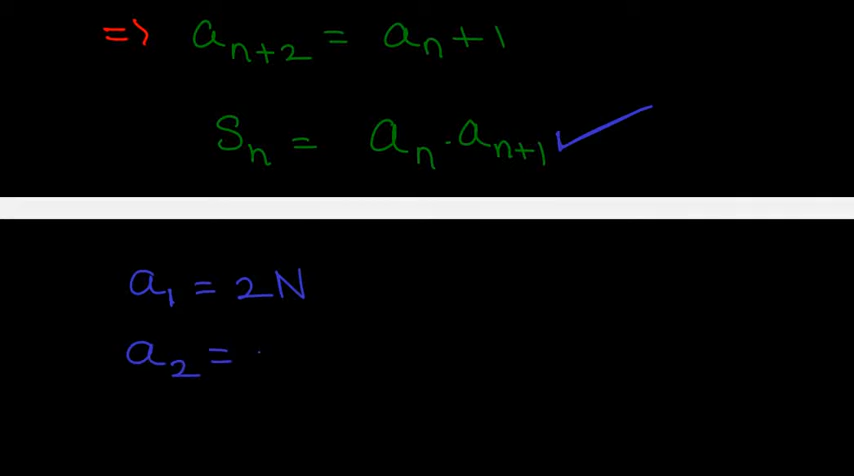 => a_{n+2} = a_n + 1
S_n = a_n · a_{n+1} ✓
a_1 = 2N
a_2 =